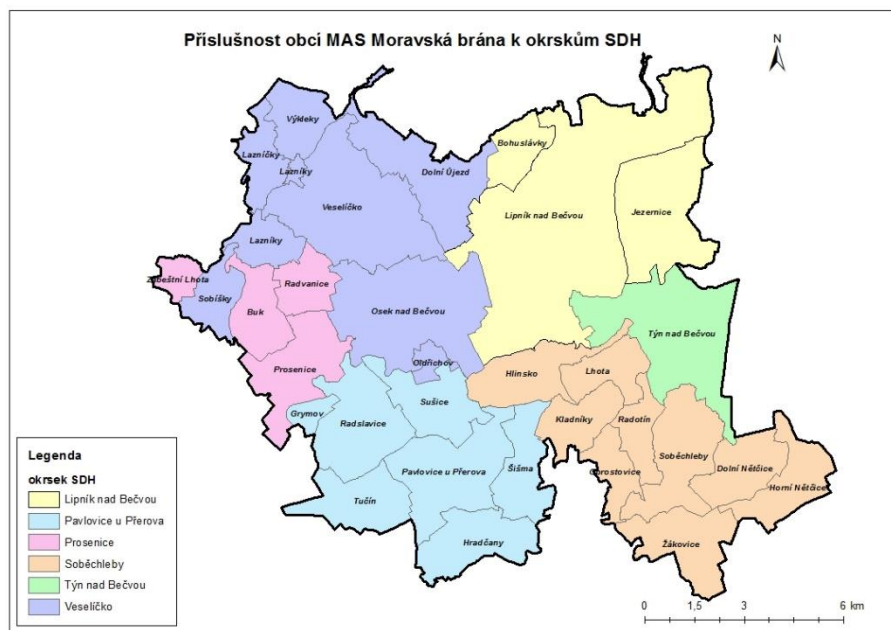 Příslušnost obcí MAS Moravská brána k okrskům SDH
N
Výkleky
Bohuslávky
Lazníčky
Lazníky
Dolní Újezd
Veselíčko
Lipník nad Bečvou
Jezernice
Lazníky
Zábeštní Lhota
Radvanice
Sobíšky
Buk
Osek nad Bečvou
Týn nad Bečvou
Oldřichov
Prosenice
Hlinsko
Lhota
Sušice
Grymov
Radslavice
Kladníky
Radotín
Soběchleby
Pavlovice u Přerova
Šišma
Dolní Nětčice
Horní Nětčice
Tučín
Hradčany
Žákovice
Legenda
okrsek SDH
Lipník nad Bečvou
Pavlovice u Přerova
Prosenice
Soběchleby
Týn nad Bečvou
Veselíčko
0 1,5 3 6 km